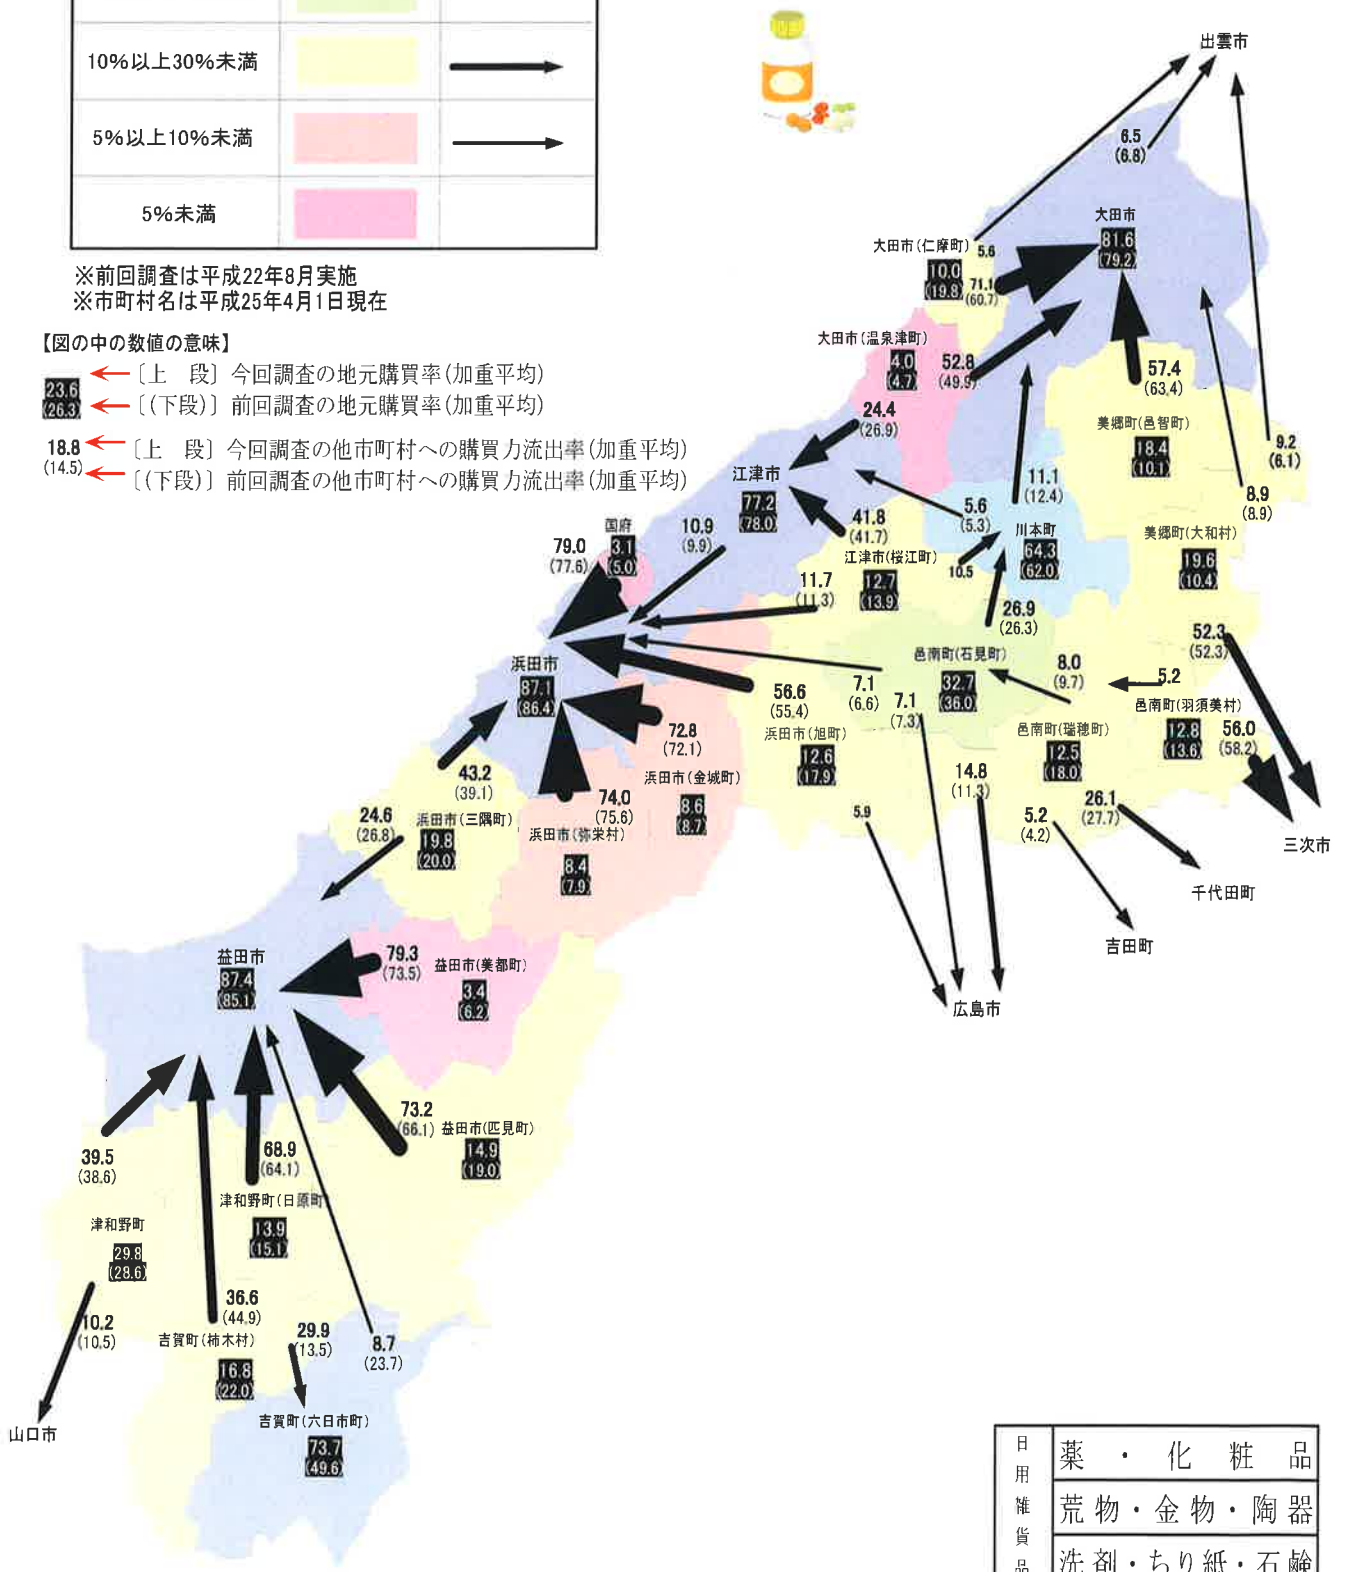 10%以上30%未満
5%以上10%未満
5%未満
※前回調査は平成22年8月実施
※市町村名は平成25年4月1日現在
【図の中の数値の意味】
23.6
(26.3)
〔上　段〕今回調査の地元購買率(加重平均)
〔(下段)〕前回調査の地元購買率(加重平均)
18.8
(14.5)
〔上　段〕今回調査の他市町村への購買力流出率(加重平均)
〔(下段)〕前回調査の他市町村への購買力流出率(加重平均)
出雲市
6.5
(6.8)
大田市
81.6
(79.2)
大田市(仁摩町)
5.6
10.0
(19.8)
71.1
(60.7)
大田市(温泉津町)
4.0
(4.7)
52.8
(49.9)
57.4
(63.4)
美郷町(邑智町)
18.4
(10.1)
24.4
(26.9)
9.2
(6.1)
8.9
(8.9)
江津市
77.2
(78.0)
11.1
(12.4)
5.6
(5.3)
川本町
64.3
(62.0)
美郷町(大和村)
19.6
(10.4)
41.8
(41.7)
国府
3.1
(5.0)
79.0
(77.6)
10.9
(9.9)
江津市(桜江町)
12.7
(13.9)
10.5
11.7
(11.3)
26.9
(26.3)
52.3
(52.3)
浜田市
87.1
(86.4)
邑南町(石見町)
32.7
(36.0)
8.0
(9.7)
5.2
56.6
(55.4)
7.1
(6.6)
7.1
(7.3)
邑南町(羽須美村)
12.8
(13.6)
56.0
(58.2)
邑南町(瑞穂町)
12.5
(18.0)
浜田市(旭町)
12.6
(17.9)
72.8
(72.1)
浜田市(金城町)
8.6
(8.7)
43.2
(39.1)
74.0
(75.6)
14.8
(11.3)
5.9
5.2
(4.2)
26.1
(27.7)
24.6
(26.8)
浜田市(三隅町)
19.8
(20.0)
浜田市(弥栄村)
8.4
(7.9)
三次市
千代田町
吉田町
広島市
益田市
87.4
(85.1)
79.3
(73.5)
益田市(美都町)
3.4
(6.2)
73.2
(66.1)
益田市(匹見町)
14.9
(19.0)
39.5
(38.6)
68.9
(64.1)
津和野町(日原町)
13.9
(15.1)
津和野町
29.8
(28.6)
10.2
(10.5)
36.6
(44.9)
吉賀町(柿木村)
16.8
(22.0)
29.9
(13.5)
8.7
(23.7)
吉賀町(六日市町)
73.7
(49.6)
山口市
日用雑貨品
薬・化粧品
荒物・金物・陶器
洗剤・ちり紙・石鹸